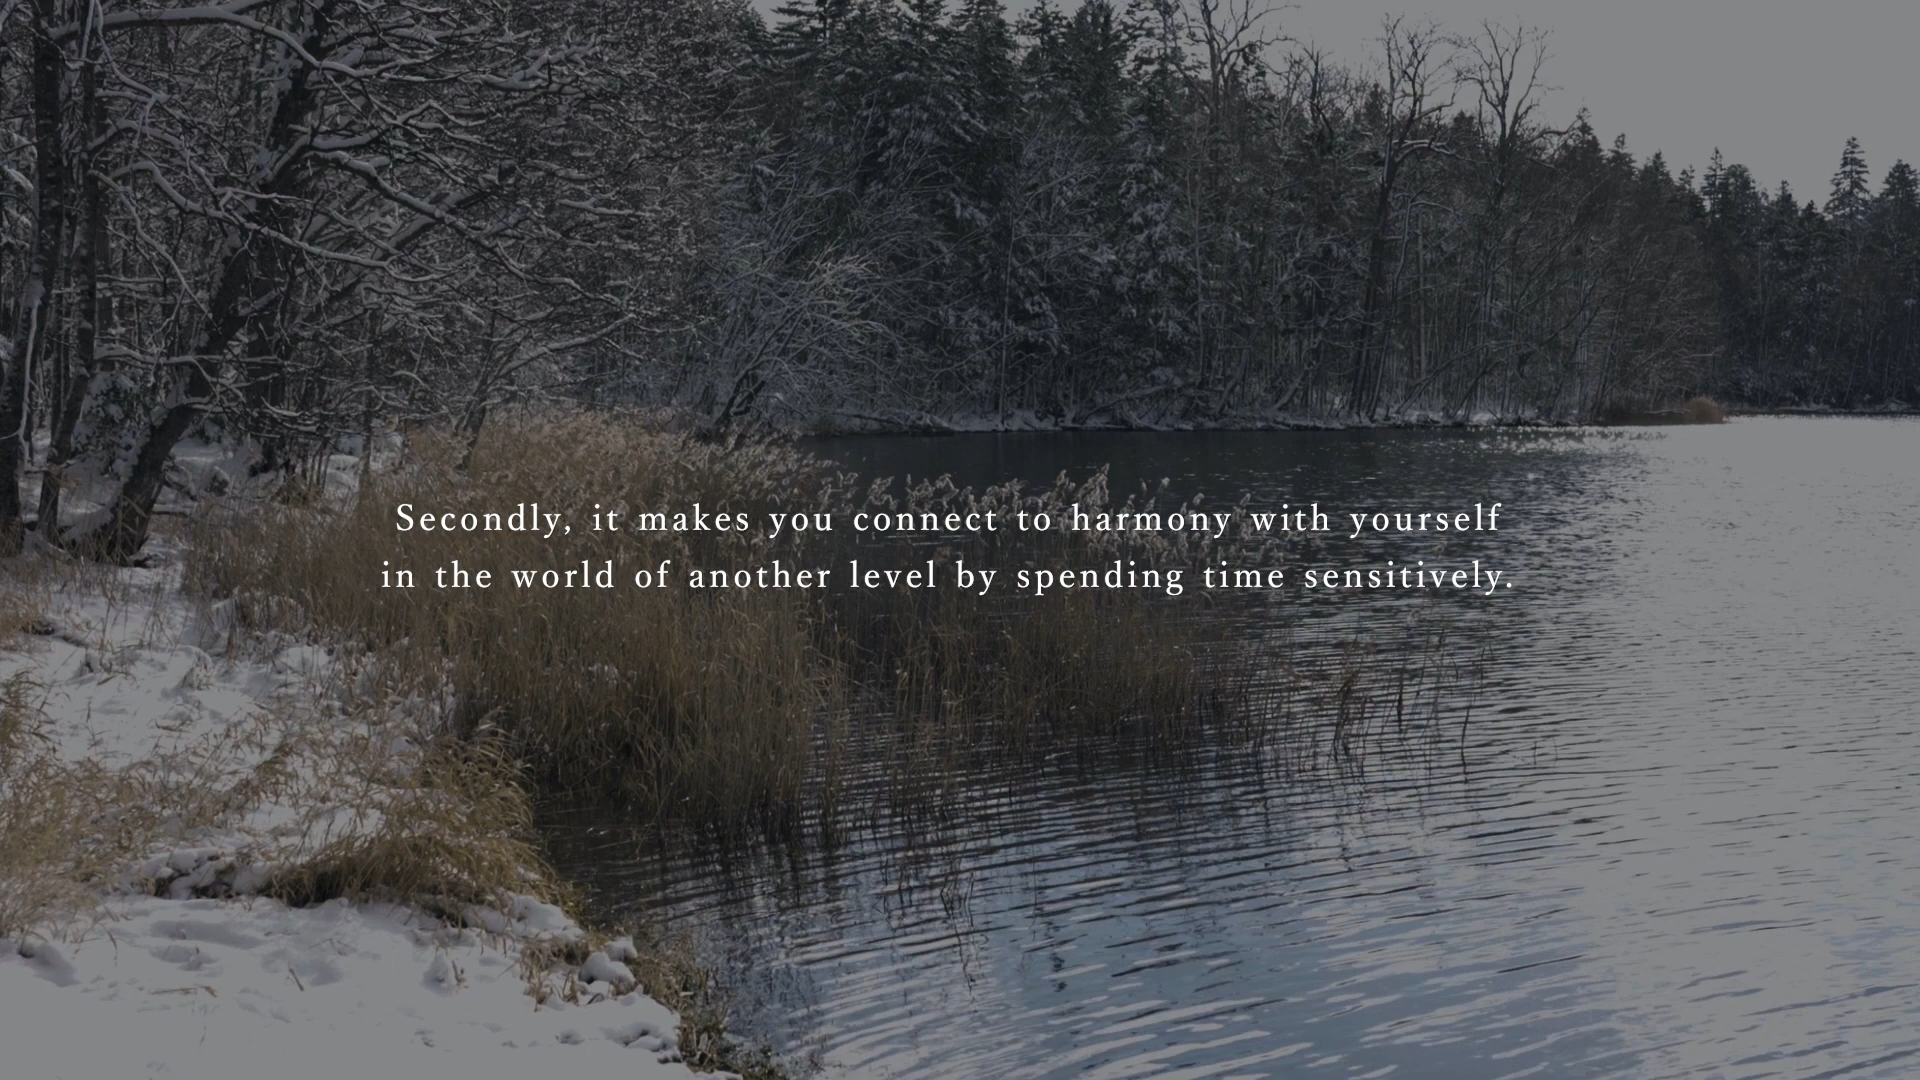 Secondly, it makes you connect to harmony with yourself
in the world of another level by spending time sensitively.